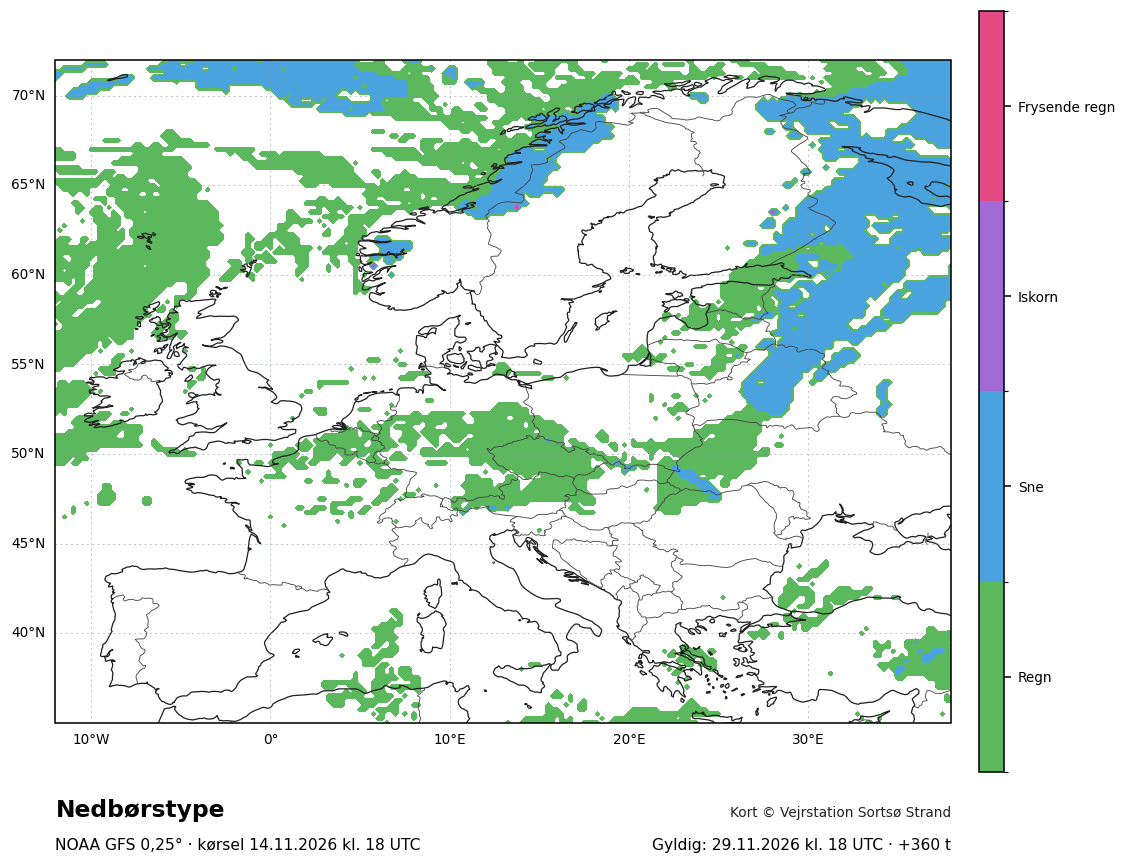 70°N
65°N
60°N
55°N
50°N
45°N
40°N
10°W
0°
10°E
20°E
30°E
Frysende regn
Iskorn
Sne
Regn
Nedbørstype
Kort © Vejrstation Sortsø Strand
NOAA GFS 0,25° · kørsel 14.11.2026 kl. 18 UTC
Gyldig: 29.11.2026 kl. 18 UTC · +360 t